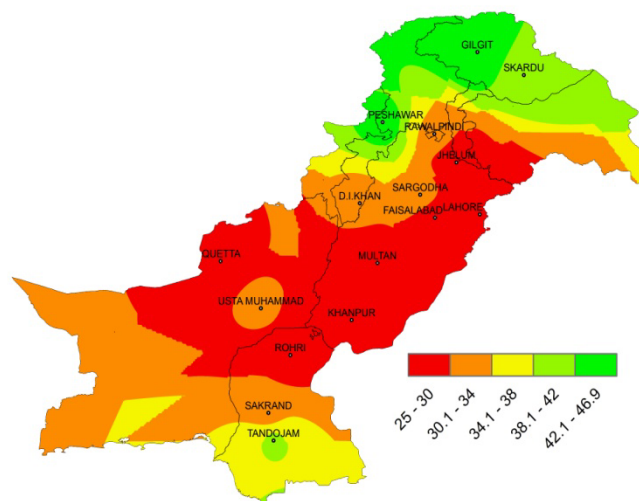 GILGIT
SKARDU
PESHAWAR
RAWALPINDI
JHELUM
D.I.KHAN
SARGODHA
FAISALABAD
LAHORE
QUETTA
MULTAN
USTA MUHAMMAD
KHANPUR
ROHRI
SAKRAND
TANDOJAM
25 - 30
30.1 - 34
34.1 - 38
38.1 - 42
42.1 - 46.9